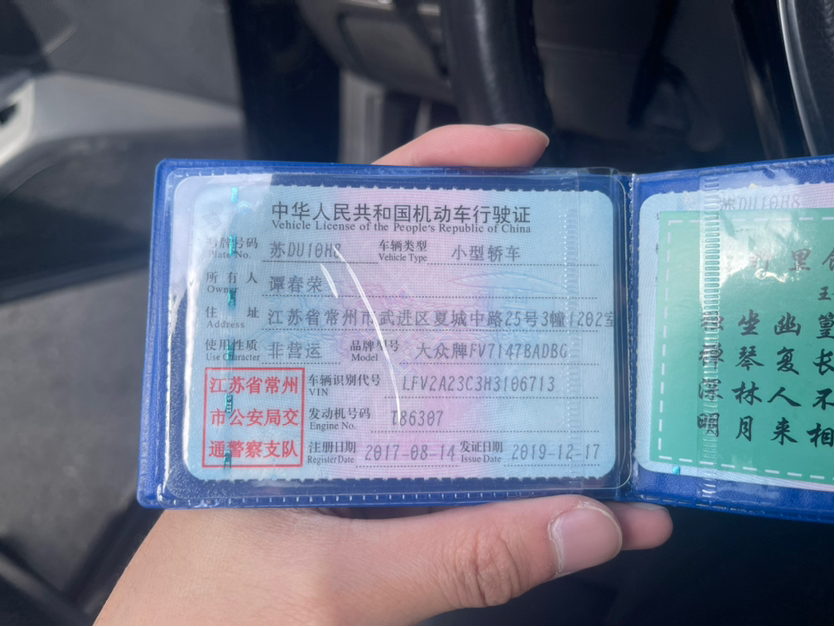 中华人民共和国机动车行驶证
Vehicle License of the People's Republic of China
号牌号码 Plate No. 苏DU10H8 车辆类型 Vehicle Type 小型轿车
所有人 Owner 谭春荣
住址 Address 江苏省常州市武进区夏城中路25号3幢1202室
使用性质 Use Character 非营运 品牌型号 Model 大众牌FV7147BADBG
江苏省常州
市公安局交
通警察支队
车辆识别代号 VIN LFV2A23C3H3106713
发动机号码 Engine No. T86307
注册日期 Register Date 2017-08-14 发证日期 Issue Date 2019-12-17
苏DU10H8
坐幽篁
琴复长
林人不
月来相
明